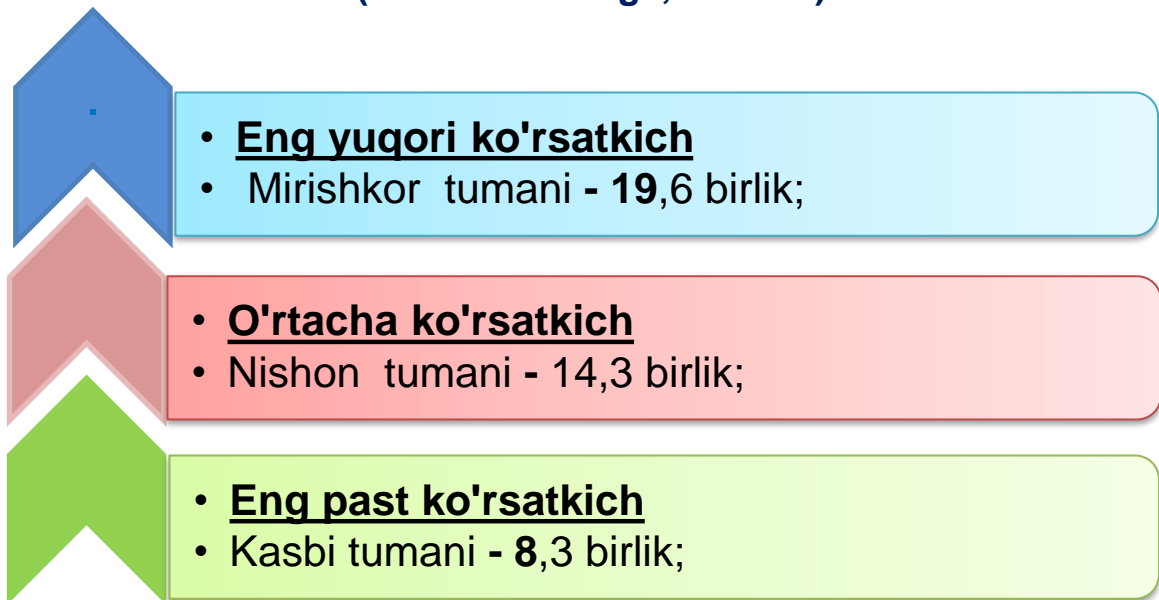 • Eng yuqori ko'rsatkich
• Mirishkor tumani - 19,6 birlik;
• O'rtacha ko'rsatkich
• Nishon tumani - 14,3 birlik;
• Eng past ko'rsatkich
• Kasbi tumani - 8,3 birlik;